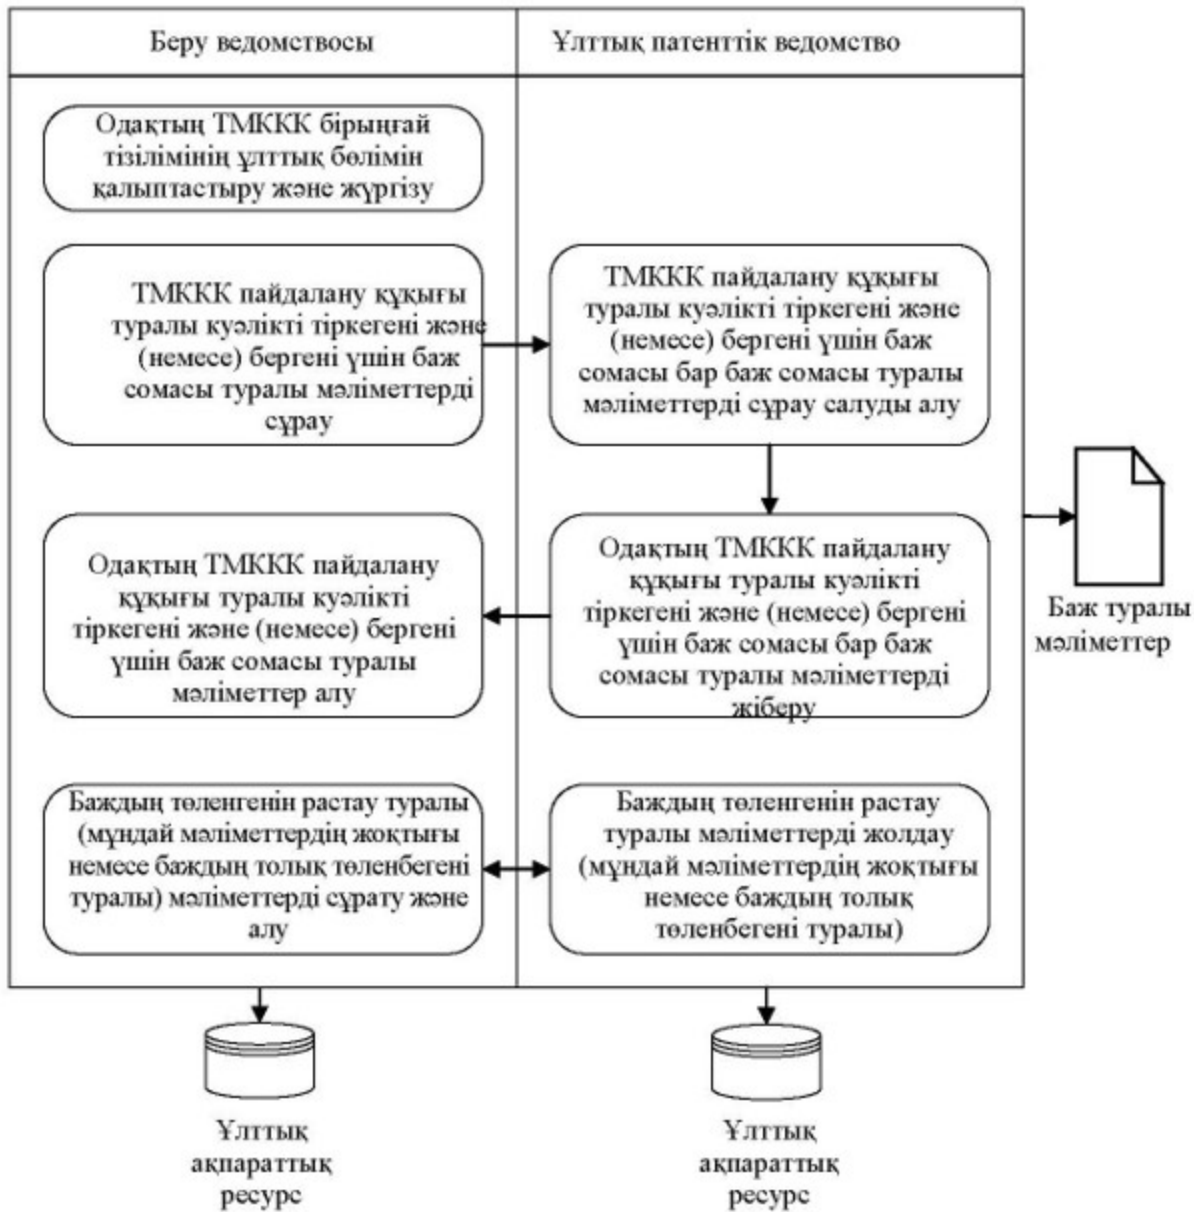 Беру ведомствосы
Ұлттық патенттік ведомство
Одақтың ТМККК бірыңғай
тізілімінің ұлттық бөлімін
қалыптастыру және жүргізу
ТМККК пайдалану құқығы
туралы куәлікті тіркегені және
(немесе) бергені үшін баж
сомасы туралы мәліметтерді
сұрау
ТМККК пайдалану құқығы
туралы куәлікті тіркегені және
(немесе) бергені үшін баж
сомасы бар баж сомасы туралы
мәліметтерді сұрау салуды алу
Одақтың ТМККК пайдалану
құқығы туралы куәлікті
тіркегені және (немесе) бергені
үшін баж сомасы туралы
мәліметтер алу
Одақтың ТМККК пайдалану
құқығы туралы куәлікті
тіркегені және (немесе) бергені
үшін баж сомасы бар баж
сомасы туралы мәліметтерді
жіберу
Баж туралы
мәліметтер
Баждың төленгенін растау туралы
(мұндай мәліметтердің жоқтығы
немесе баждың толық төленбегені
туралы) мәліметтерді сұрату және
алу
Баждың төленгенін растау
туралы мәліметтерді жолдау
(мұндай мәліметтердің жоқтығы
немесе баждың толық
төленбегені туралы)
Ұлттық
ақпараттық
ресурс
Ұлттық
ақпараттық
ресурс